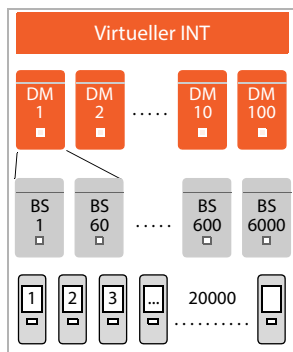 Virtueller INT
DM 1 DM 2 ..... DM 10 DM 100
BS 1 BS 60 ..... BS 600 BS 6000
1 2 3 ... 20000
..........